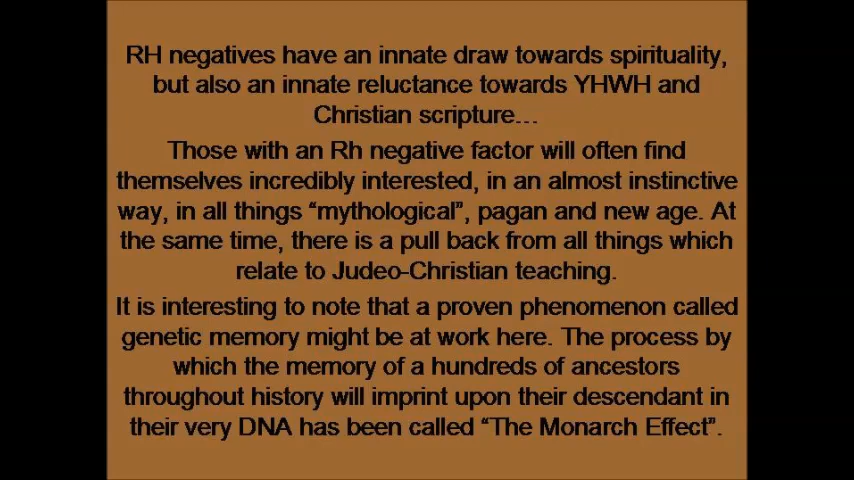 RH negatives have an innate draw towards spirituality,
but also an innate reluctance towards YHWH and
Christian scripture...
Those with an Rh negative factor will often find
themselves incredibly interested, in an almost instinctive
way, in all things “mythological”, pagan and new age. At
the same time, there is a pull back from all things which
relate to Judeo-Christian teaching.
It is interesting to note that a proven phenomenon called
genetic memory might be at work here. The process by
which the memory of a hundreds of ancestors
throughout history will imprint upon their descendant in
their very DNA has been called “The Monarch Effect”.